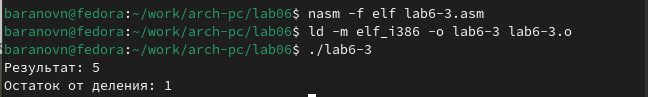 baranovn@fedora:~/work/arch-pc/lab06$ nasm -f elf lab6-3.asm
baranovn@fedora:~/work/arch-pc/lab06$ ld -m elf_i386 -o lab6-3 lab6-3.o
baranovn@fedora:~/work/arch-pc/lab06$ ./lab6-3
Результат: 5
Остаток от деления: 1